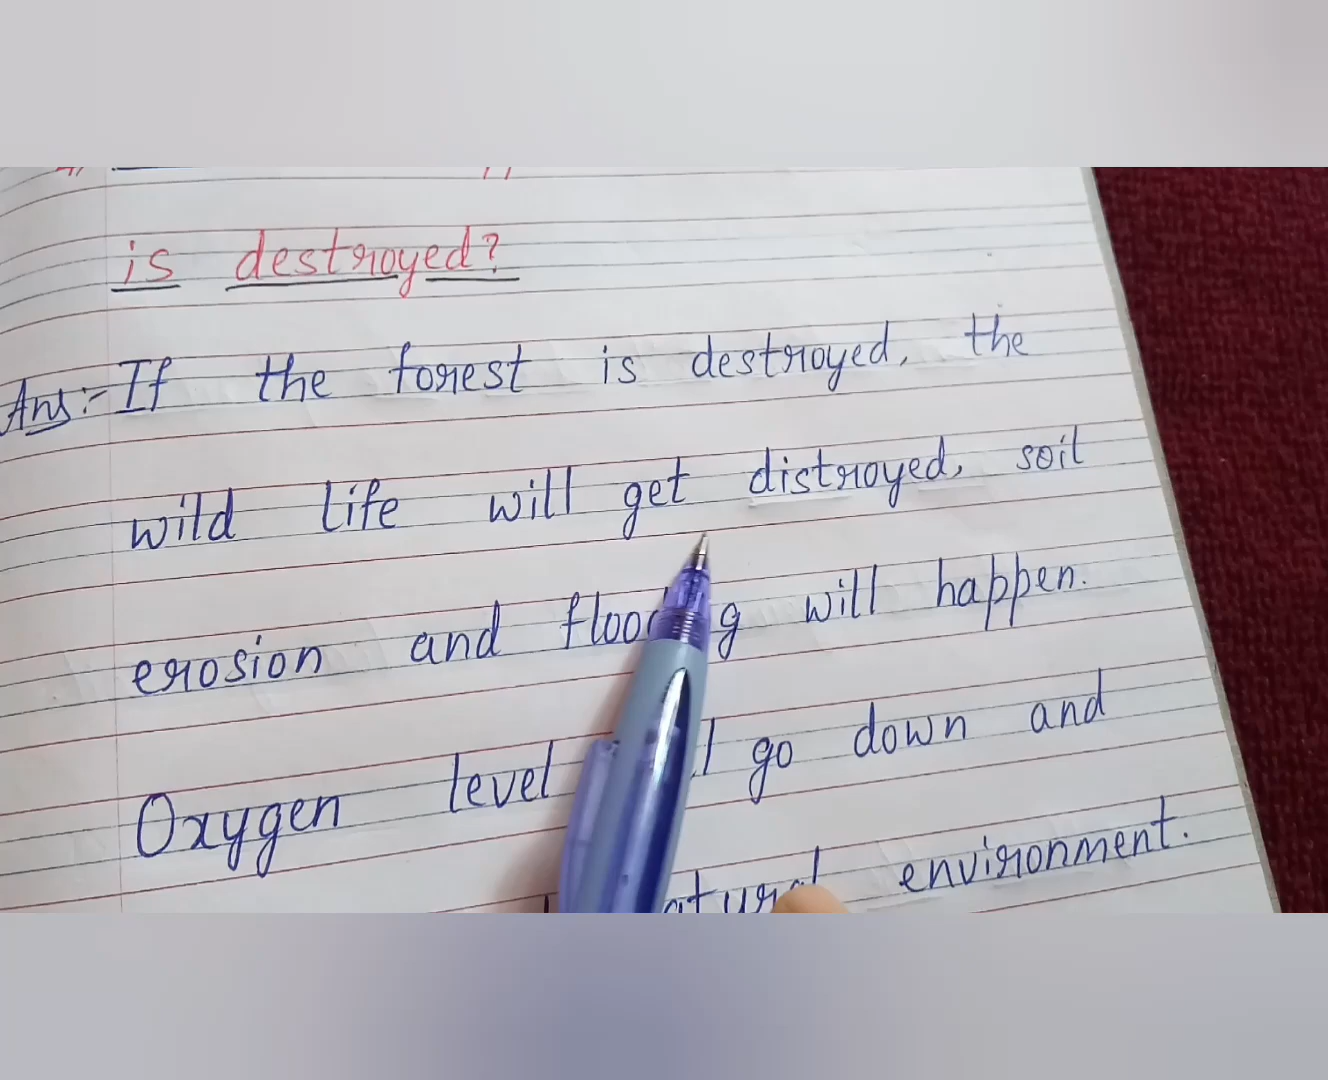 is destroyed?
Ans:- If the forest is destroyed, the
wild life will get distroyed, soil
erosion and flooding will happen.
Oxygen level go down and
environment.